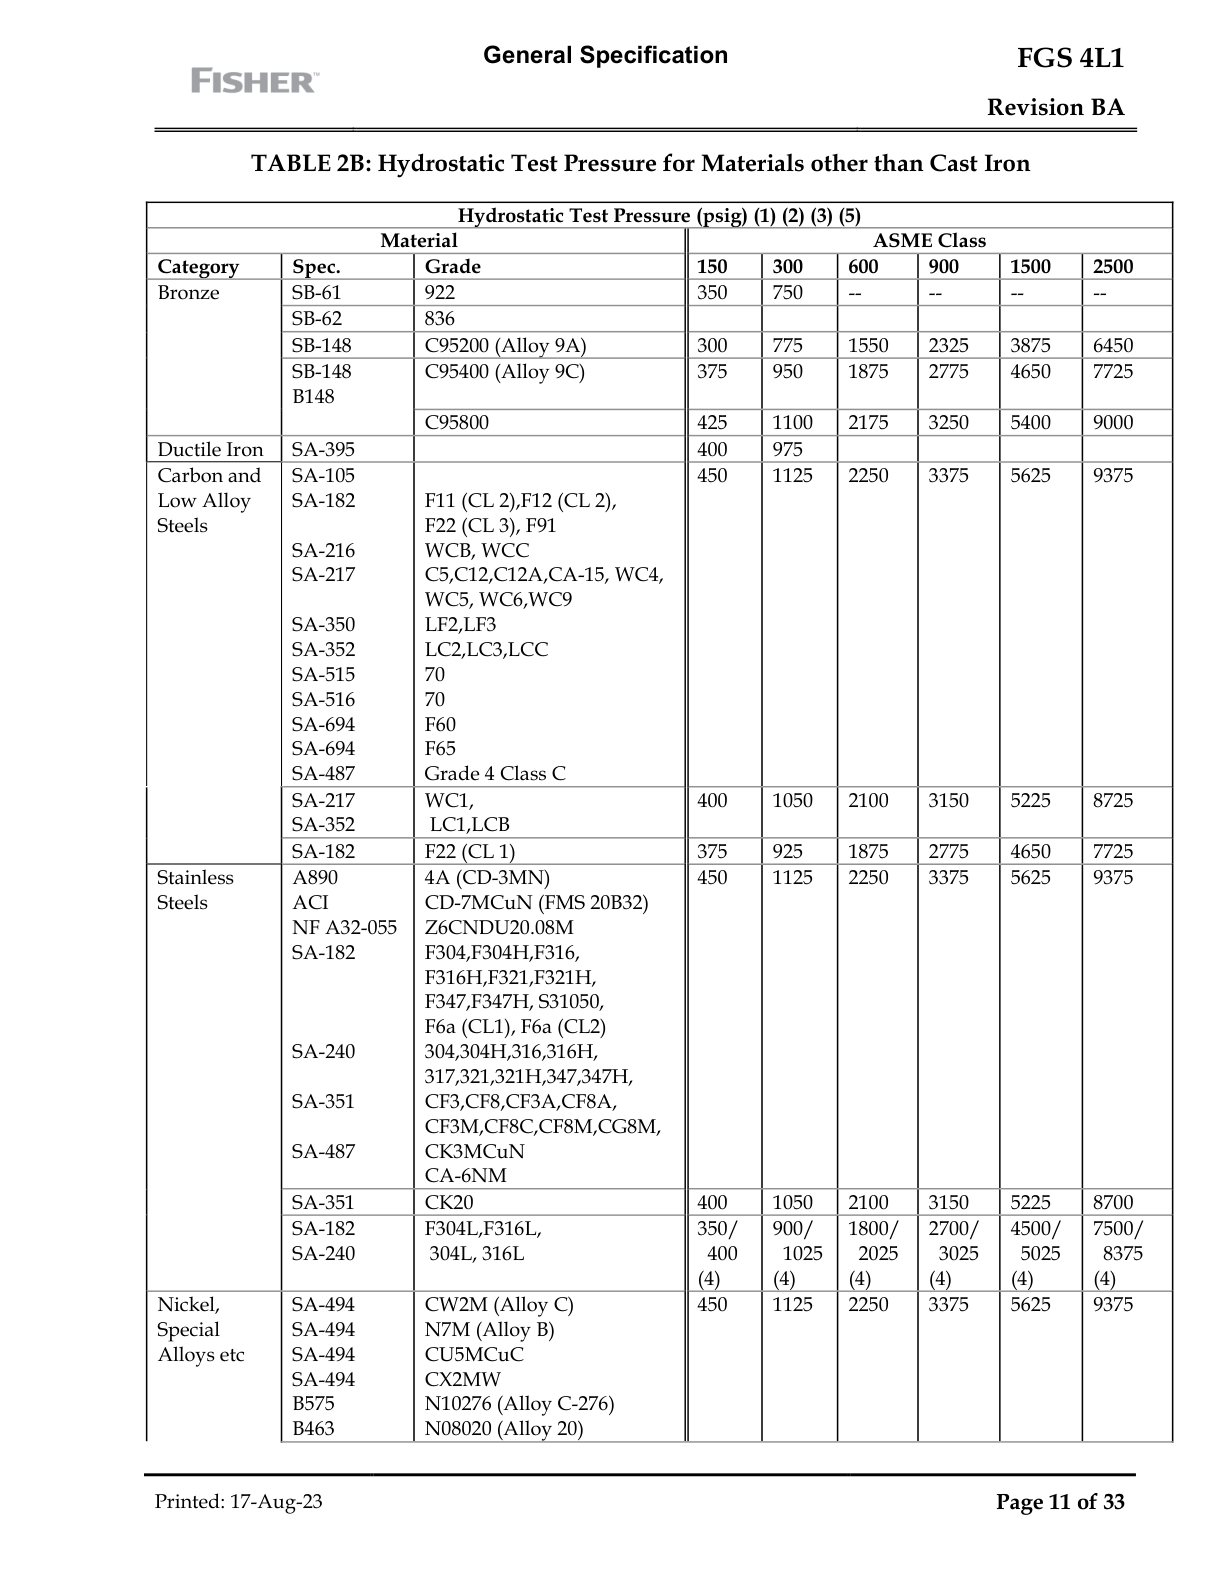 General Specification
FGS 4L1
FISHER™
Revision BA
TABLE 2B: Hydrostatic Test Pressure for Materials other than Cast Iron
Hydrostatic Test Pressure (psig) (1) (2) (3) (5)
Material ASME Class
Category Spec. Grade 150 300 600 900 1500 2500
Bronze SB-61 922 350 750 -- -- -- --
SB-62 836
SB-148 C95200 (Alloy 9A) 300 775 1550 2325 3875 6450
SB-148 C95400 (Alloy 9C) 375 950 1875 2775 4650 7725
B148
C95800 425 1100 2175 3250 5400 9000
Ductile Iron SA-395 400 975
Carbon and SA-105 450 1125 2250 3375 5625 9375
Low Alloy SA-182 F11 (CL 2),F12 (CL 2),
Steels F22 (CL 3), F91
SA-216 WCB, WCC
SA-217 C5,C12,C12A,CA-15, WC4,
WC5, WC6,WC9
SA-350 LF2,LF3
SA-352 LC2,LC3,LCC
SA-515 70
SA-516 70
SA-694 F60
SA-694 F65
SA-487 Grade 4 Class C
SA-217 WC1, 400 1050 2100 3150 5225 8725
SA-352 LC1,LCB
SA-182 F22 (CL 1) 375 925 1875 2775 4650 7725
Stainless A890 4A (CD-3MN) 450 1125 2250 3375 5625 9375
Steels ACI CD-7MCuN (FMS 20B32)
NF A32-055 Z6CNDU20.08M
SA-182 F304,F304H,F316,
F316H,F321,F321H,
F347,F347H, S31050,
F6a (CL1), F6a (CL2)
SA-240 304,304H,316,316H,
317,321,321H,347,347H,
SA-351 CF3,CF8,CF3A,CF8A,
CF3M,CF8C,CF8M,CG8M,
SA-487 CK3MCuN
CA-6NM
SA-351 CK20 400 1050 2100 3150 5225 8700
SA-182 F304L,F316L, 350/ 900/ 1800/ 2700/ 4500/ 7500/
SA-240 304L, 316L 400 1025 2025 3025 5025 8375
(4) (4) (4) (4) (4) (4)
Nickel, SA-494 CW2M (Alloy C) 450 1125 2250 3375 5625 9375
Special SA-494 N7M (Alloy B)
Alloys etc SA-494 CU5MCuC
SA-494 CX2MW
B575 N10276 (Alloy C-276)
B463 N08020 (Alloy 20)
Printed: 17-Aug-23 Page 11 of 33